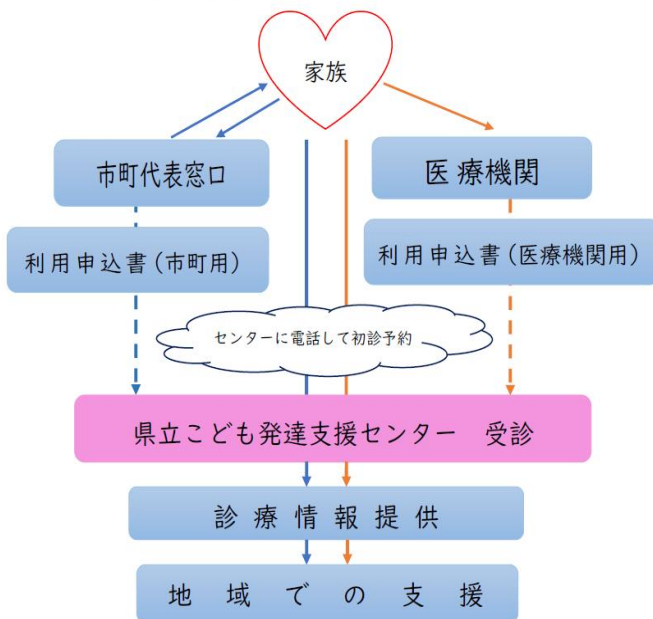 家族
市町代表窓口
医療機関
利用申込書(市町用)
利用申込書(医療機関用)
センターに電話して初診予約
県立こども発達支援センター 受診
診療情報提供
地域での支援